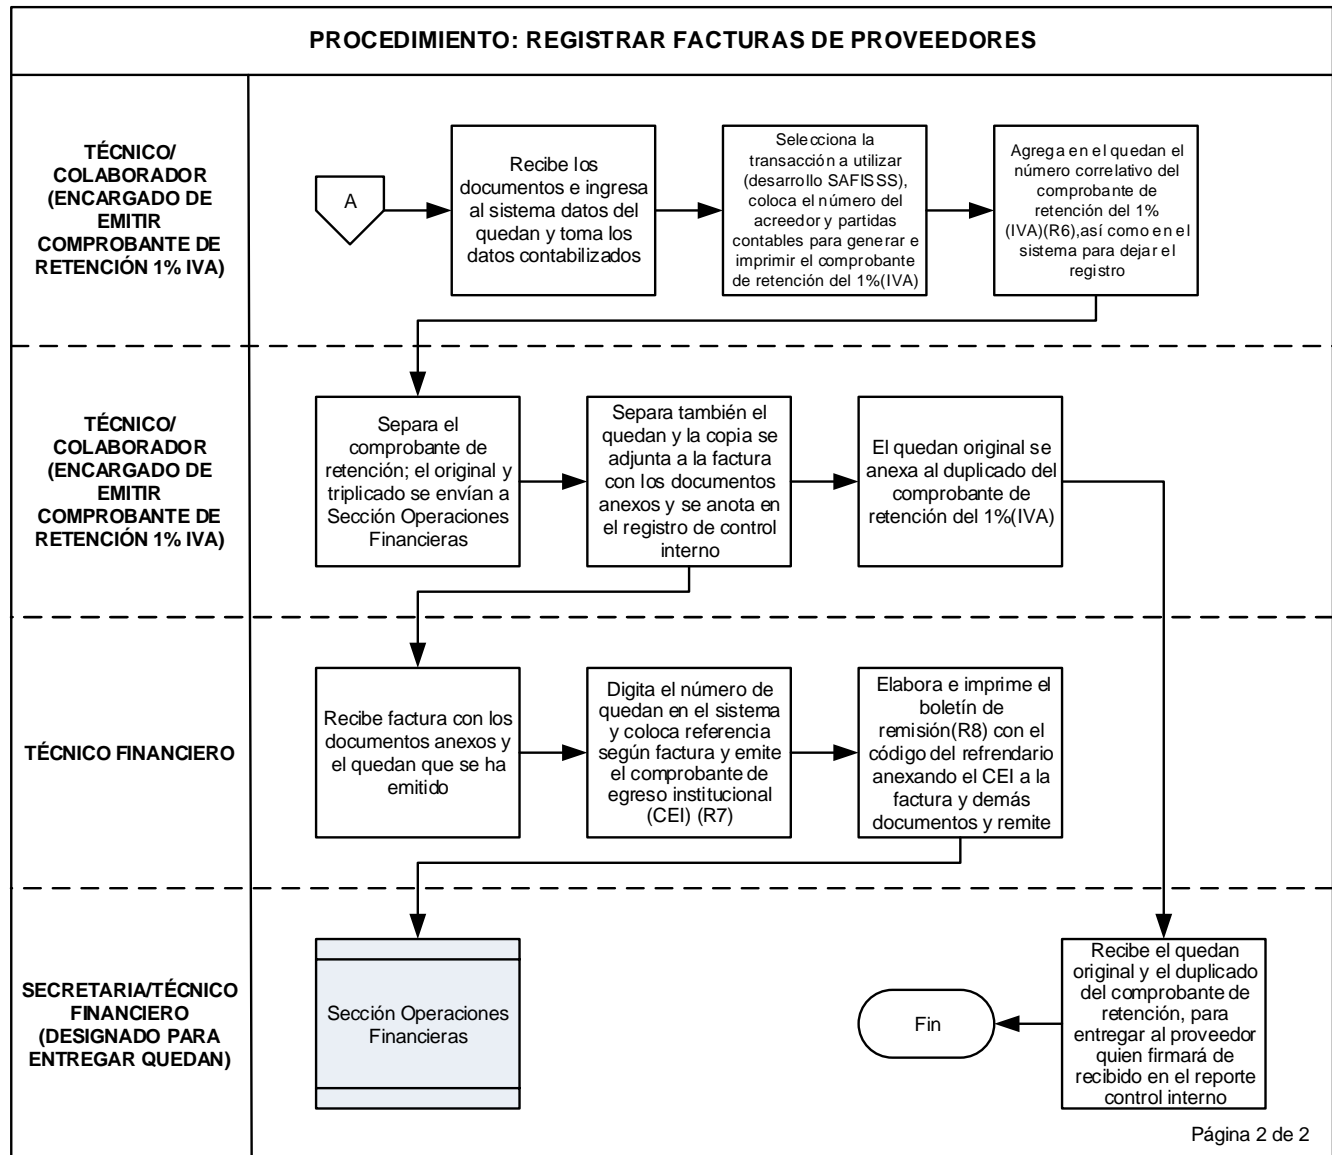 PROCEDIMIENTO: REGISTRAR FACTURAS DE PROVEEDORES
TÉCNICO/
COLABORADOR
(ENCARGADO DE
EMITIR
COMPROBANTE DE
RETENCIÓN 1% IVA)
A
Recibe los
documentos e ingresa
al sistema datos del
quedan y toma los
datos contabilizados
Selecciona la
transacción a utilizar
(desarrollo SAFISSS),
coloca el número del
acreedor y partidas
contables para generar e
imprimir el comprobante
de retención del 1%(IVA)
Agrega en el quedan el
número correlativo del
comprobante de
retención del 1%
(IVA)(R6),así como en el
sistema para dejar el
registro
TÉCNICO/
COLABORADOR
(ENCARGADO DE
EMITIR
COMPROBANTE DE
RETENCIÓN 1% IVA)
Separa el
comprobante de
retención; el original y
triplicado se envían a
Sección Operaciones
Financieras
Separa también el
quedan y la copia se
adjunta a la factura
con los documentos
anexos y se anota en
el registro de control
interno
El quedan original se
anexa al duplicado del
comprobante de
retención del 1%(IVA)
TÉCNICO FINANCIERO
Recibe factura con los
documentos anexos y
el quedan que se ha
emitido
Digita el número de
quedan en el sistema
y coloca referencia
según factura y emite
el comprobante de
egreso institucional
(CEI) (R7)
Elabora e imprime el
boletín de
remisión(R8) con el
código del refrendario
anexando el CEI a la
factura y demás
documentos y remite
SECRETARIA/TÉCNICO
FINANCIERO
(DESIGNADO PARA
ENTREGAR QUEDAN)
Sección Operaciones
Financieras
Fin
Recibe el quedan
original y el duplicado
del comprobante de
retención, para
entregar al proveedor
quien firmará de
recibido en el reporte
control interno
Página 2 de 2